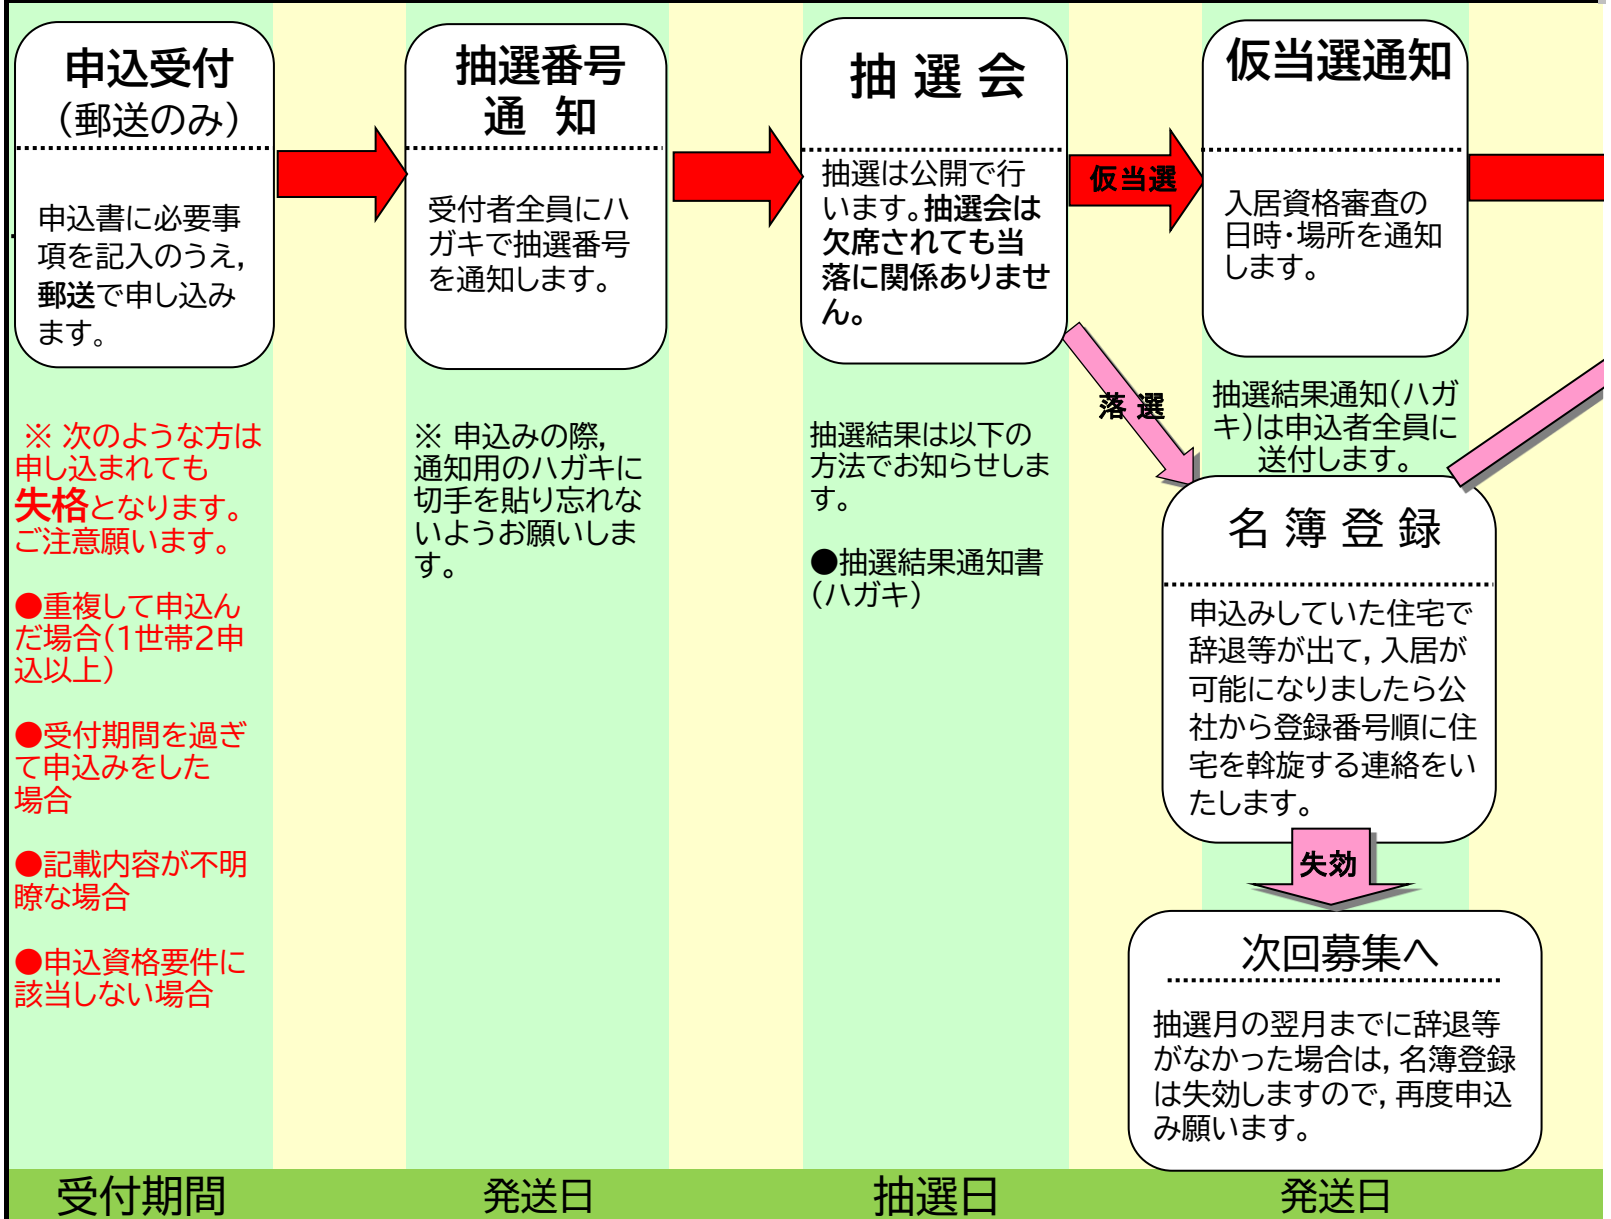 申込受付
（郵送のみ）
申込書に必要事
項を記入のうえ，
郵送で申し込み
ます。
※ 次のような方は
申し込まれても
失格となります。
ご注意願います。
●重複して申込ん
だ場合（1世帯2申
込以上）
●受付期間を過ぎ
て申込みをした
場合
●記載内容が不明
瞭な場合
●申込資格要件に
該当しない場合
受付期間
抽選番号
通 知
受付者全員にハ
ガキで抽選番号
を通知します。
※ 申込みの際，
通知用のハガキに
切手を貼り忘れな
いようお願いしま
す。
発送日
抽 選 会
抽選は公開で行
います。抽選会は
欠席されても当
落に関係ありませ
ん。
抽選結果は以下の
方法でお知らせしま
す。
●抽選結果通知書
（ハガキ）
抽選日
仮当選
落 選
仮当選通知
入居資格審査の
日時・場所を通知
します。
抽選結果通知（ハガ
キ）は申込者全員に
送付します。
名 簿 登 録
申込みしていた住宅で
辞退等が出て，入居が
可能になりましたら公
社から登録番号順に住
宅を斡旋する連絡をい
たします。
失効
次回募集へ
抽選月の翌月までに辞退等
がなかった場合は，名簿登録
は失効しますので，再度申込
み願います。
発送日